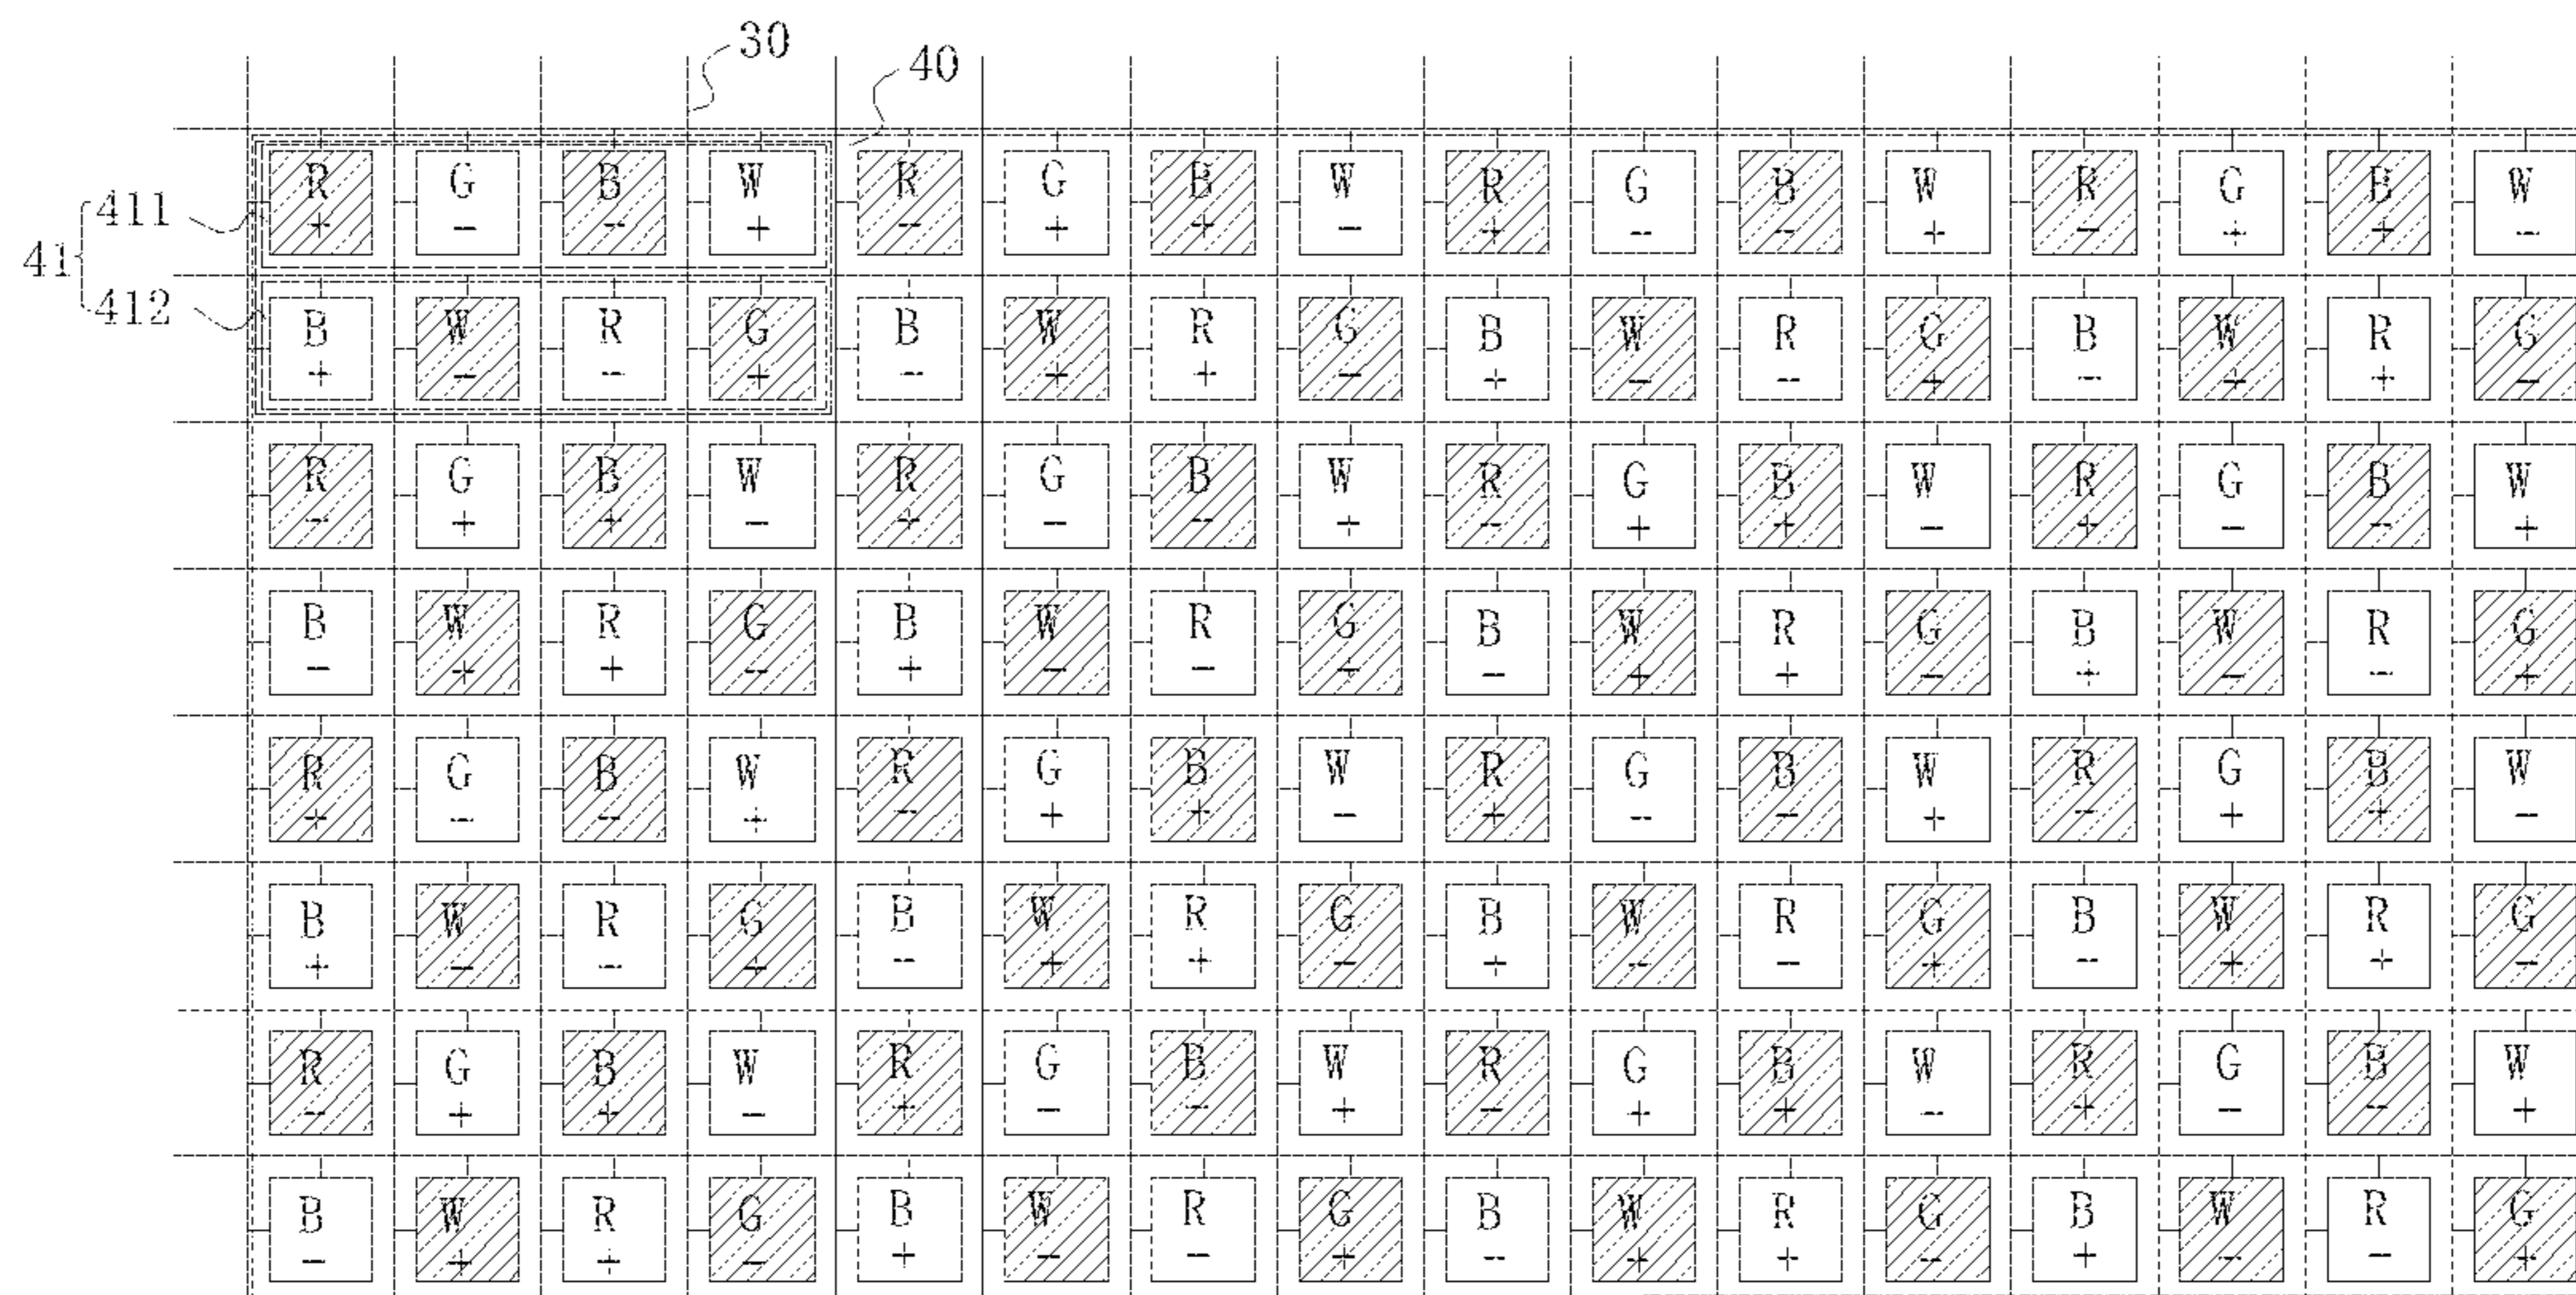 30
40
R G B W R G B W R G B W R G B W
411
+ - - + - + + - + - - + - + + -
41
412
B W R G B W R G B W R G B W R G
+ - - + - + + - + - - + - + + -
R G B W R G B W R G B W R G B W
- + + - + - - + - + + - + - - +
B W R G B W R G B W R G B W R G
- + + - + - - + - + + - + - - +
R G B W R G B W R G B W R G B W
+ - - + - + + - + - - + - + + -
B W R G B W R G B W R G B W R G
+ - - + - + + - + - - + - + + -
R G B W R G B W R G B W R G B W
- + + - + - - + - + + - + - - +
B W R G B W R G B W R G B W R G
- + + - + - - + - + + - + - - +